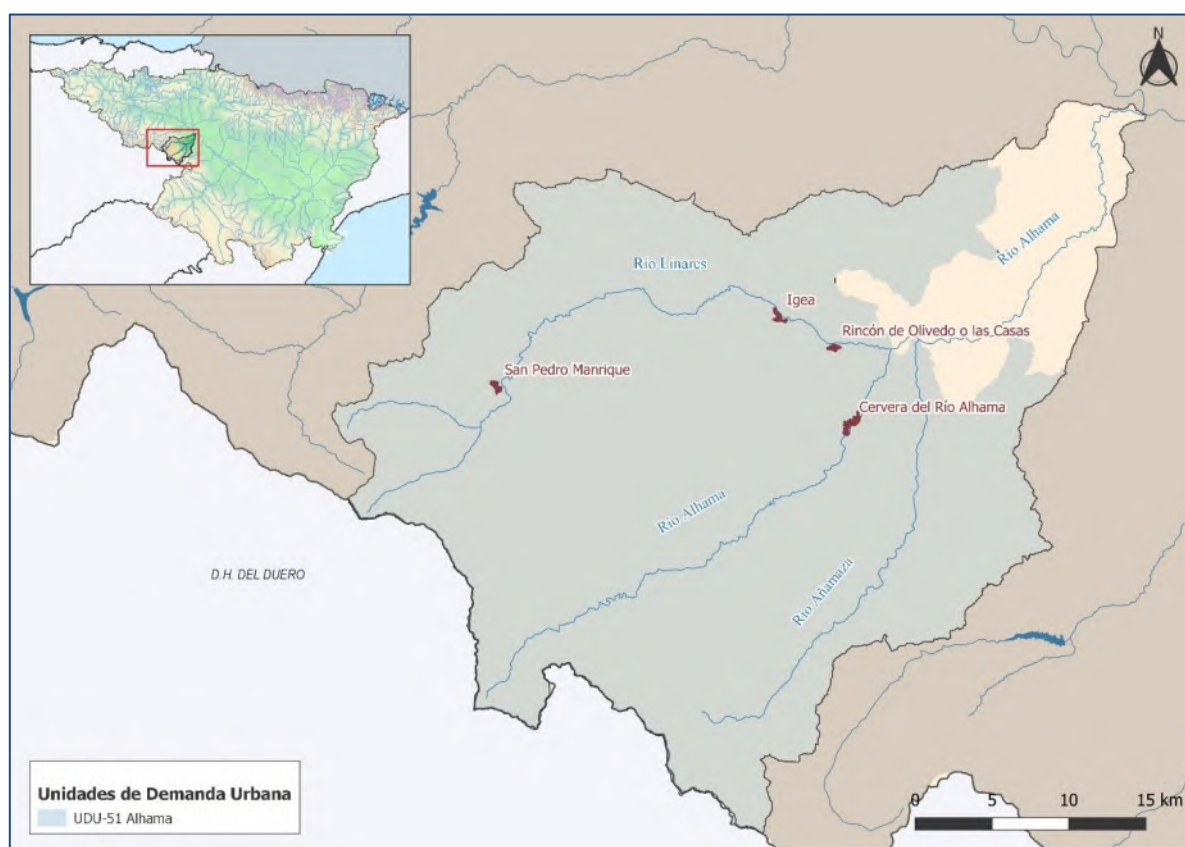 N
Río Alhama
Río Linares
Igea
Rincón de Olivedo o las Casas
San Pedro Manrique
Cervera del Río Alhama
Río Alhama
Río Añamaza
D.H. DEL DUERO
Unidades de Demanda Urbana
UDU-51 Alhama
0 5 10 15 km